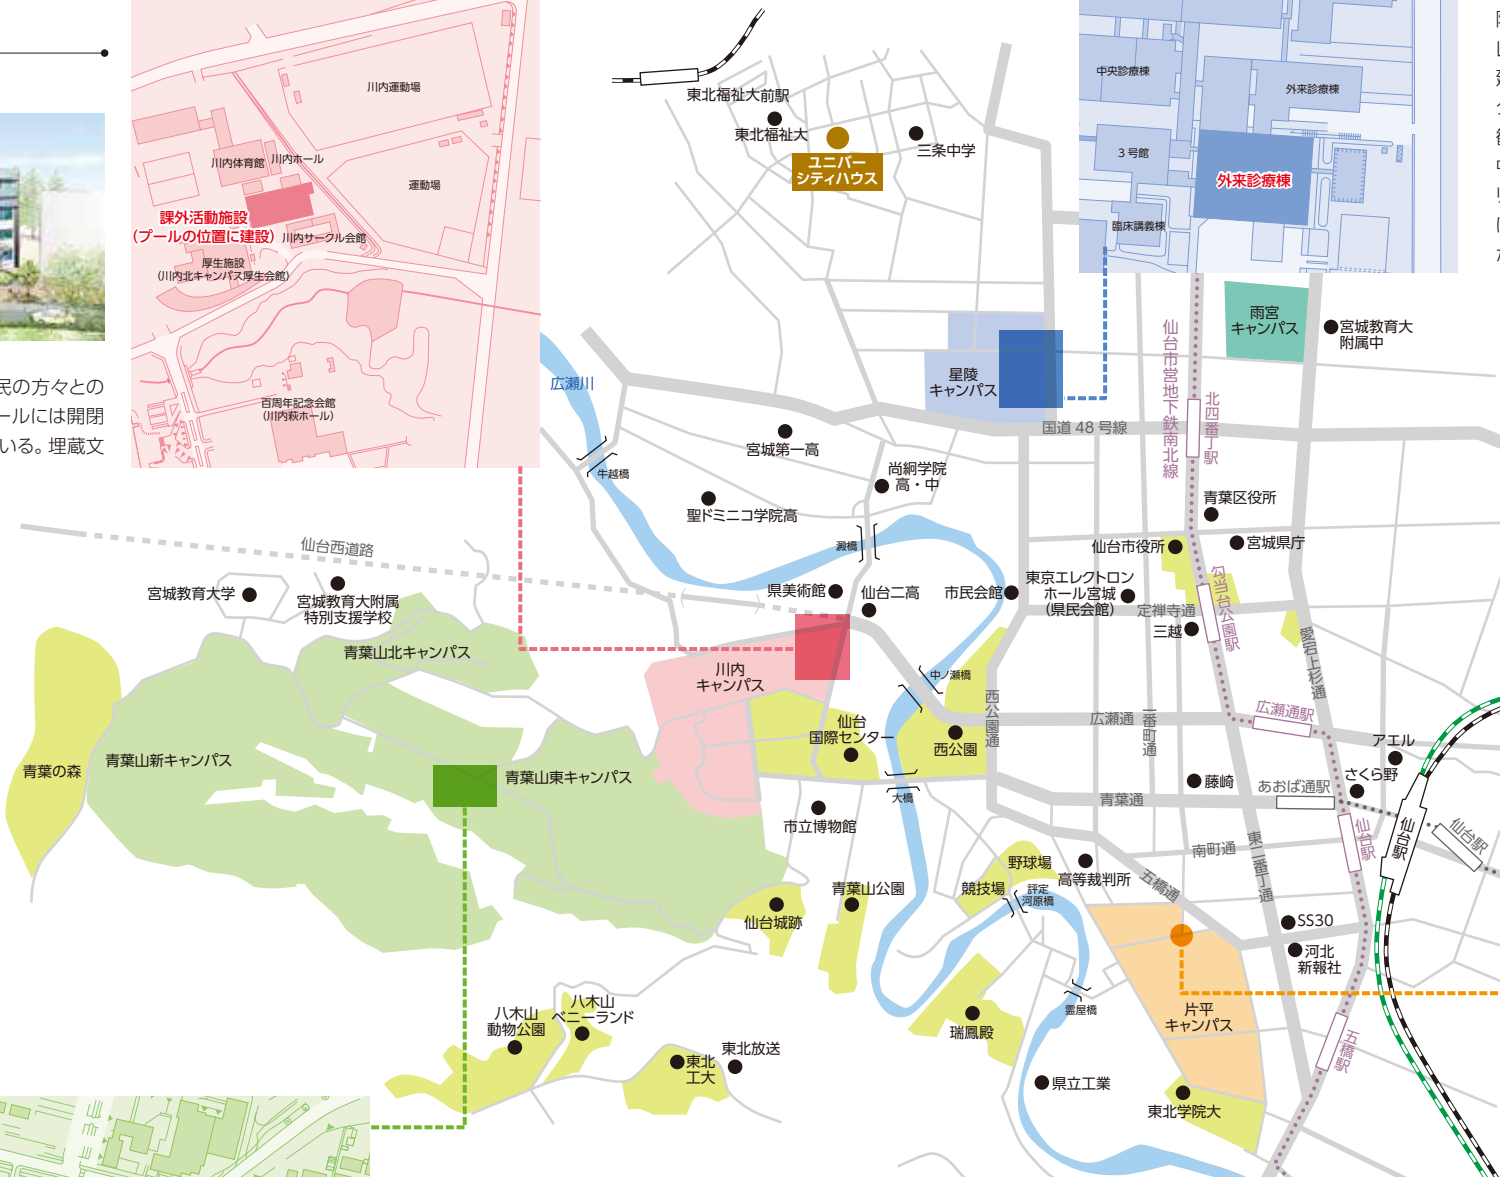 民の方々との
ールには開閉
いる。埋蔵文
川内運動場
川内体育館
川内ホール
運動場
課外活動施設
(プールの位置に建設)
川内サークル会館
厚生施設
(川内北キャンパス厚生会館)
百周年記念会館
(川内萩ホール)
東北福祉大前駅
東北福祉大
ユニバー
シティハウス
三条中学
中央診療棟
外来診療棟
3号館
外来診療棟
臨床講義棟
広瀬川
牛越橋
宮城第一高
聖ドミニコ学院高
尚絅学院
高・中
澱橋
星陵
キャンパス
国道48号線
仙台市営地下鉄南北線
北四番丁駅
雨宮
キャンパス
宮城教育大
附属中
青葉区役所
仙台市役所
宮城県庁
勾当台公園駅
仙台西道路
宮城教育大学
宮城教育大附属
特別支援学校
県美術館
仙台二高
市民会館
東京エレクトロン
ホール宮城
(県民会館)
定禅寺通
三越
愛宕上杉通
青葉山北キャンパス
川内
キャンパス
中ノ瀬橋
西公園通
広瀬通
一番町通
広瀬通駅
仙台
国際センター
西公園
青葉の森
青葉山新キャンパス
青葉山東キャンパス
大橋
青葉通
藤崎
あおば通駅
アエル
さくら野
仙台駅
仙台駅
仙台駅
市立博物館
南町通
東二番丁通
五橋通
野球場
競技場
評定
河原橋
高等裁判所
青葉山公園
仙台城跡
SS30
河北
新報社
片平
キャンパス
霊屋橋
瑞鳳殿
五橋駅
八木山
動物公園
八木山
ベニーランド
東北
工大
東北放送
県立工業
東北学院大